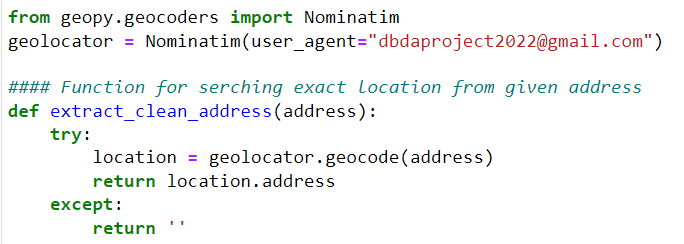 from geopy.geocoders import Nominatim
geolocator = Nominatim(user_agent="dbdaproject2022@gmail.com")
#### Function for serching exact location from given address
def extract_clean_address(address):
try:
location = geolocator.geocode(address)
return location.address
except:
return ''